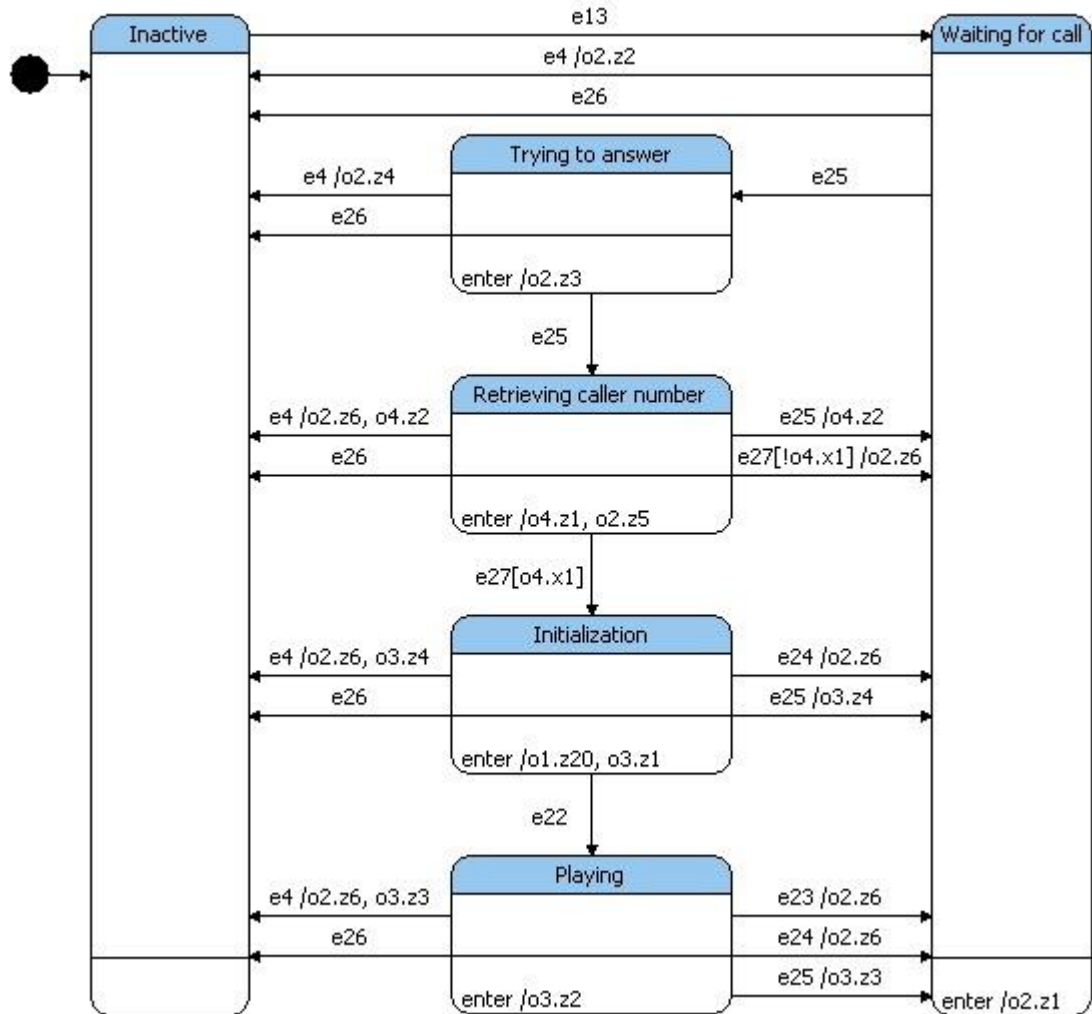 e13
Inactive
Waiting for call
e4 /o2.z2
e26
Trying to answer
e4 /o2.z4
e25
e26
enter /o2.z3
e25
Retrieving caller number
e4 /o2.z6, o4.z2
e25 /o4.z2
e26
e27[!o4.x1] /o2.z6
enter /o4.z1, o2.z5
e27[o4.x1]
Initialization
e4 /o2.z6, o3.z4
e24 /o2.z6
e26
e25 /o3.z4
enter /o1.z20, o3.z1
e22
Playing
e4 /o2.z6, o3.z3
e23 /o2.z6
e26
e24 /o2.z6
e25 /o3.z3
enter /o3.z2
enter /o2.z1